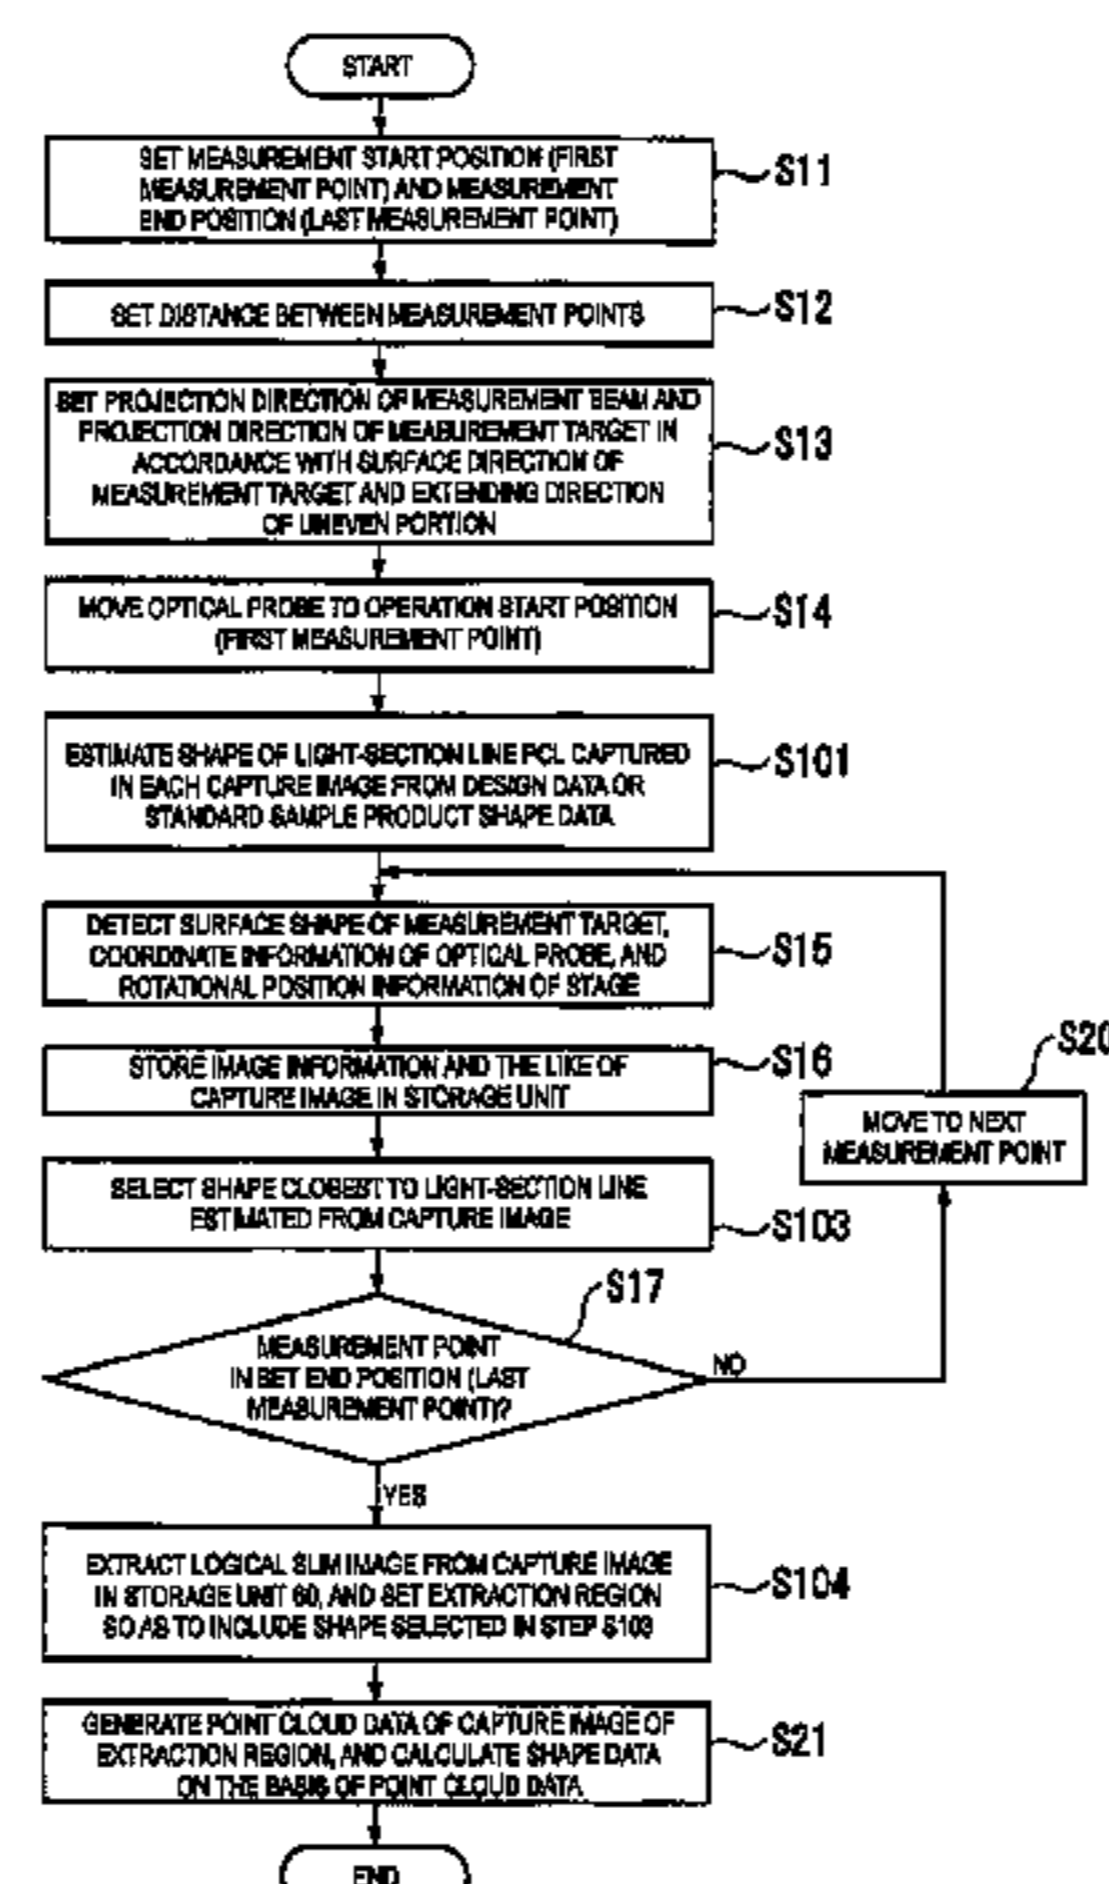 START
SET MEASUREMENT START POSITION (FIRST
MEASUREMENT POINT) AND MEASUREMENT
END POSITION (LAST MEASUREMENT POINT)
S11
SET DISTANCE BETWEEN MEASUREMENT POINTS
S12
SET PROJECTION DIRECTION OF MEASUREMENT BEAM AND
PROJECTION DIRECTION OF MEASUREMENT TARGET IN
ACCORDANCE WITH SURFACE DIRECTION OF
MEASUREMENT TARGET AND EXTENDING DIRECTION
OF UNEVEN PORTION
S13
MOVE OPTICAL PROBE TO OPERATION START POSITION
(FIRST MEASUREMENT POINT)
S14
ESTIMATE SHAPE OF LIGHT-SECTION LINE PCL CAPTURED
IN EACH CAPTURE IMAGE FROM DESIGN DATA OR
STANDARD SAMPLE PRODUCT SHAPE DATA
S101
DETECT SURFACE SHAPE OF MEASUREMENT TARGET,
COORDINATE INFORMATION OF OPTICAL PROBE, AND
ROTATIONAL POSITION INFORMATION OF STAGE
S15
STORE IMAGE INFORMATION AND THE LIKE OF
CAPTURE IMAGE IN STORAGE UNIT
S16
S20
MOVE TO NEXT
MEASUREMENT POINT
SELECT SHAPE CLOSEST TO LIGHT-SECTION LINE
ESTIMATED FROM CAPTURE IMAGE
S103
S17
MEASUREMENT POINT
IN SET END POSITION (LAST
MEASUREMENT POINT)?
NO
YES
EXTRACT LOGICAL SLIM IMAGE FROM CAPTURE IMAGE
IN STORAGE UNIT 60, AND SET EXTRACTION REGION
SO AS TO INCLUDE SHAPE SELECTED IN STEP S103
S104
GENERATE POINT CLOUD DATA OF CAPTURE IMAGE OF
EXTRACTION REGION, AND CALCULATE SHAPE DATA
ON THE BASIS OF POINT CLOUD DATA
S21
END